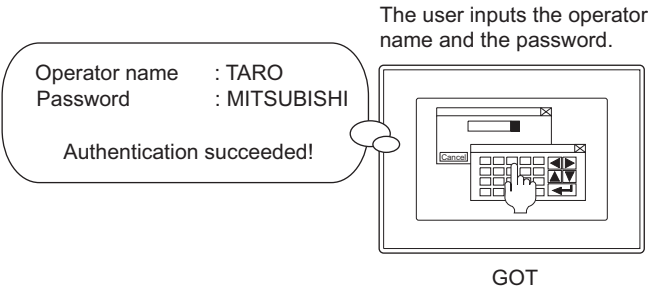 The user inputs the operator
name and the password.
Operator name : TARO
Password : MITSUBISHI
Authentication succeeded!
Cancel
GOT